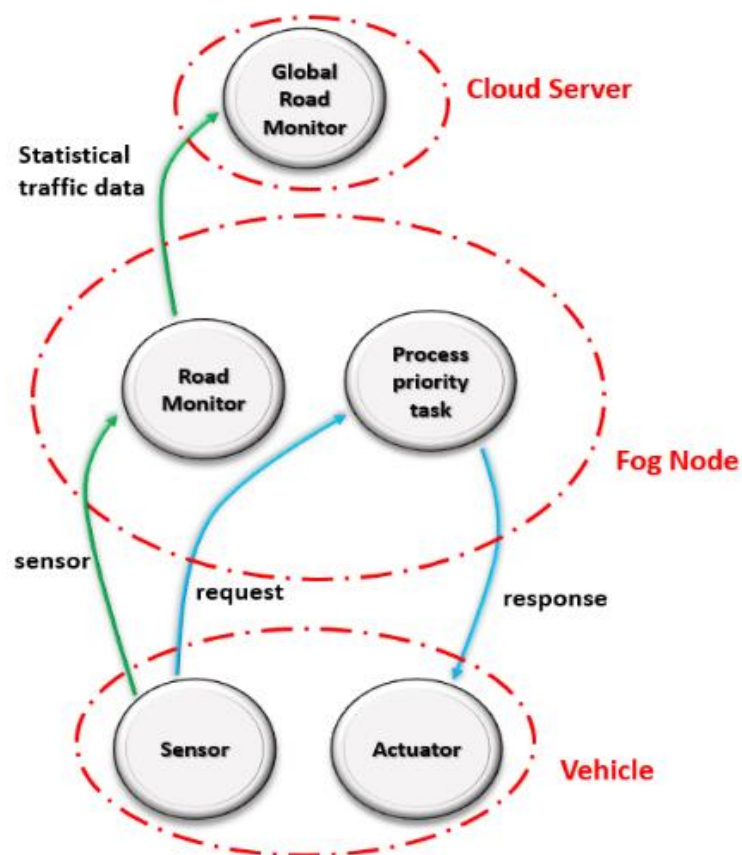 Global
Road
Monitor
Cloud Server
Statistical
traffic data
Road
Monitor
Process
priority
task
Fog Node
sensor
request
response
Sensor
Actuator
Vehicle